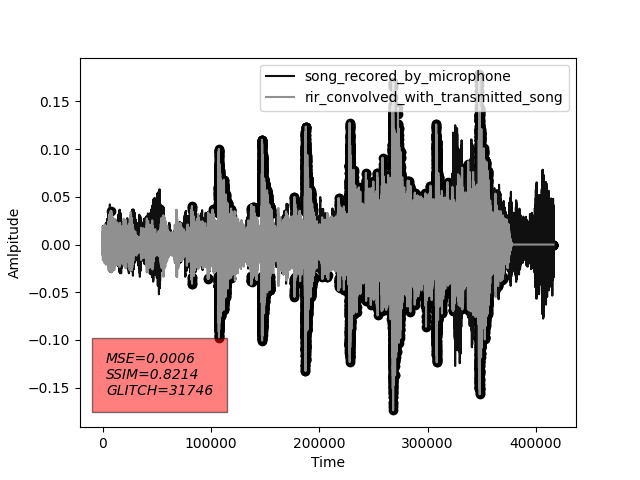 song_recored_by_microphone
rir_convolved_with_transmitted_song
0.15
0.10
0.05
0.00
−0.05
−0.10
−0.15
Amlpitude
MSE=0.0006
SSIM=0.8214
GLITCH=31746
0 100000 200000 300000 400000
Time